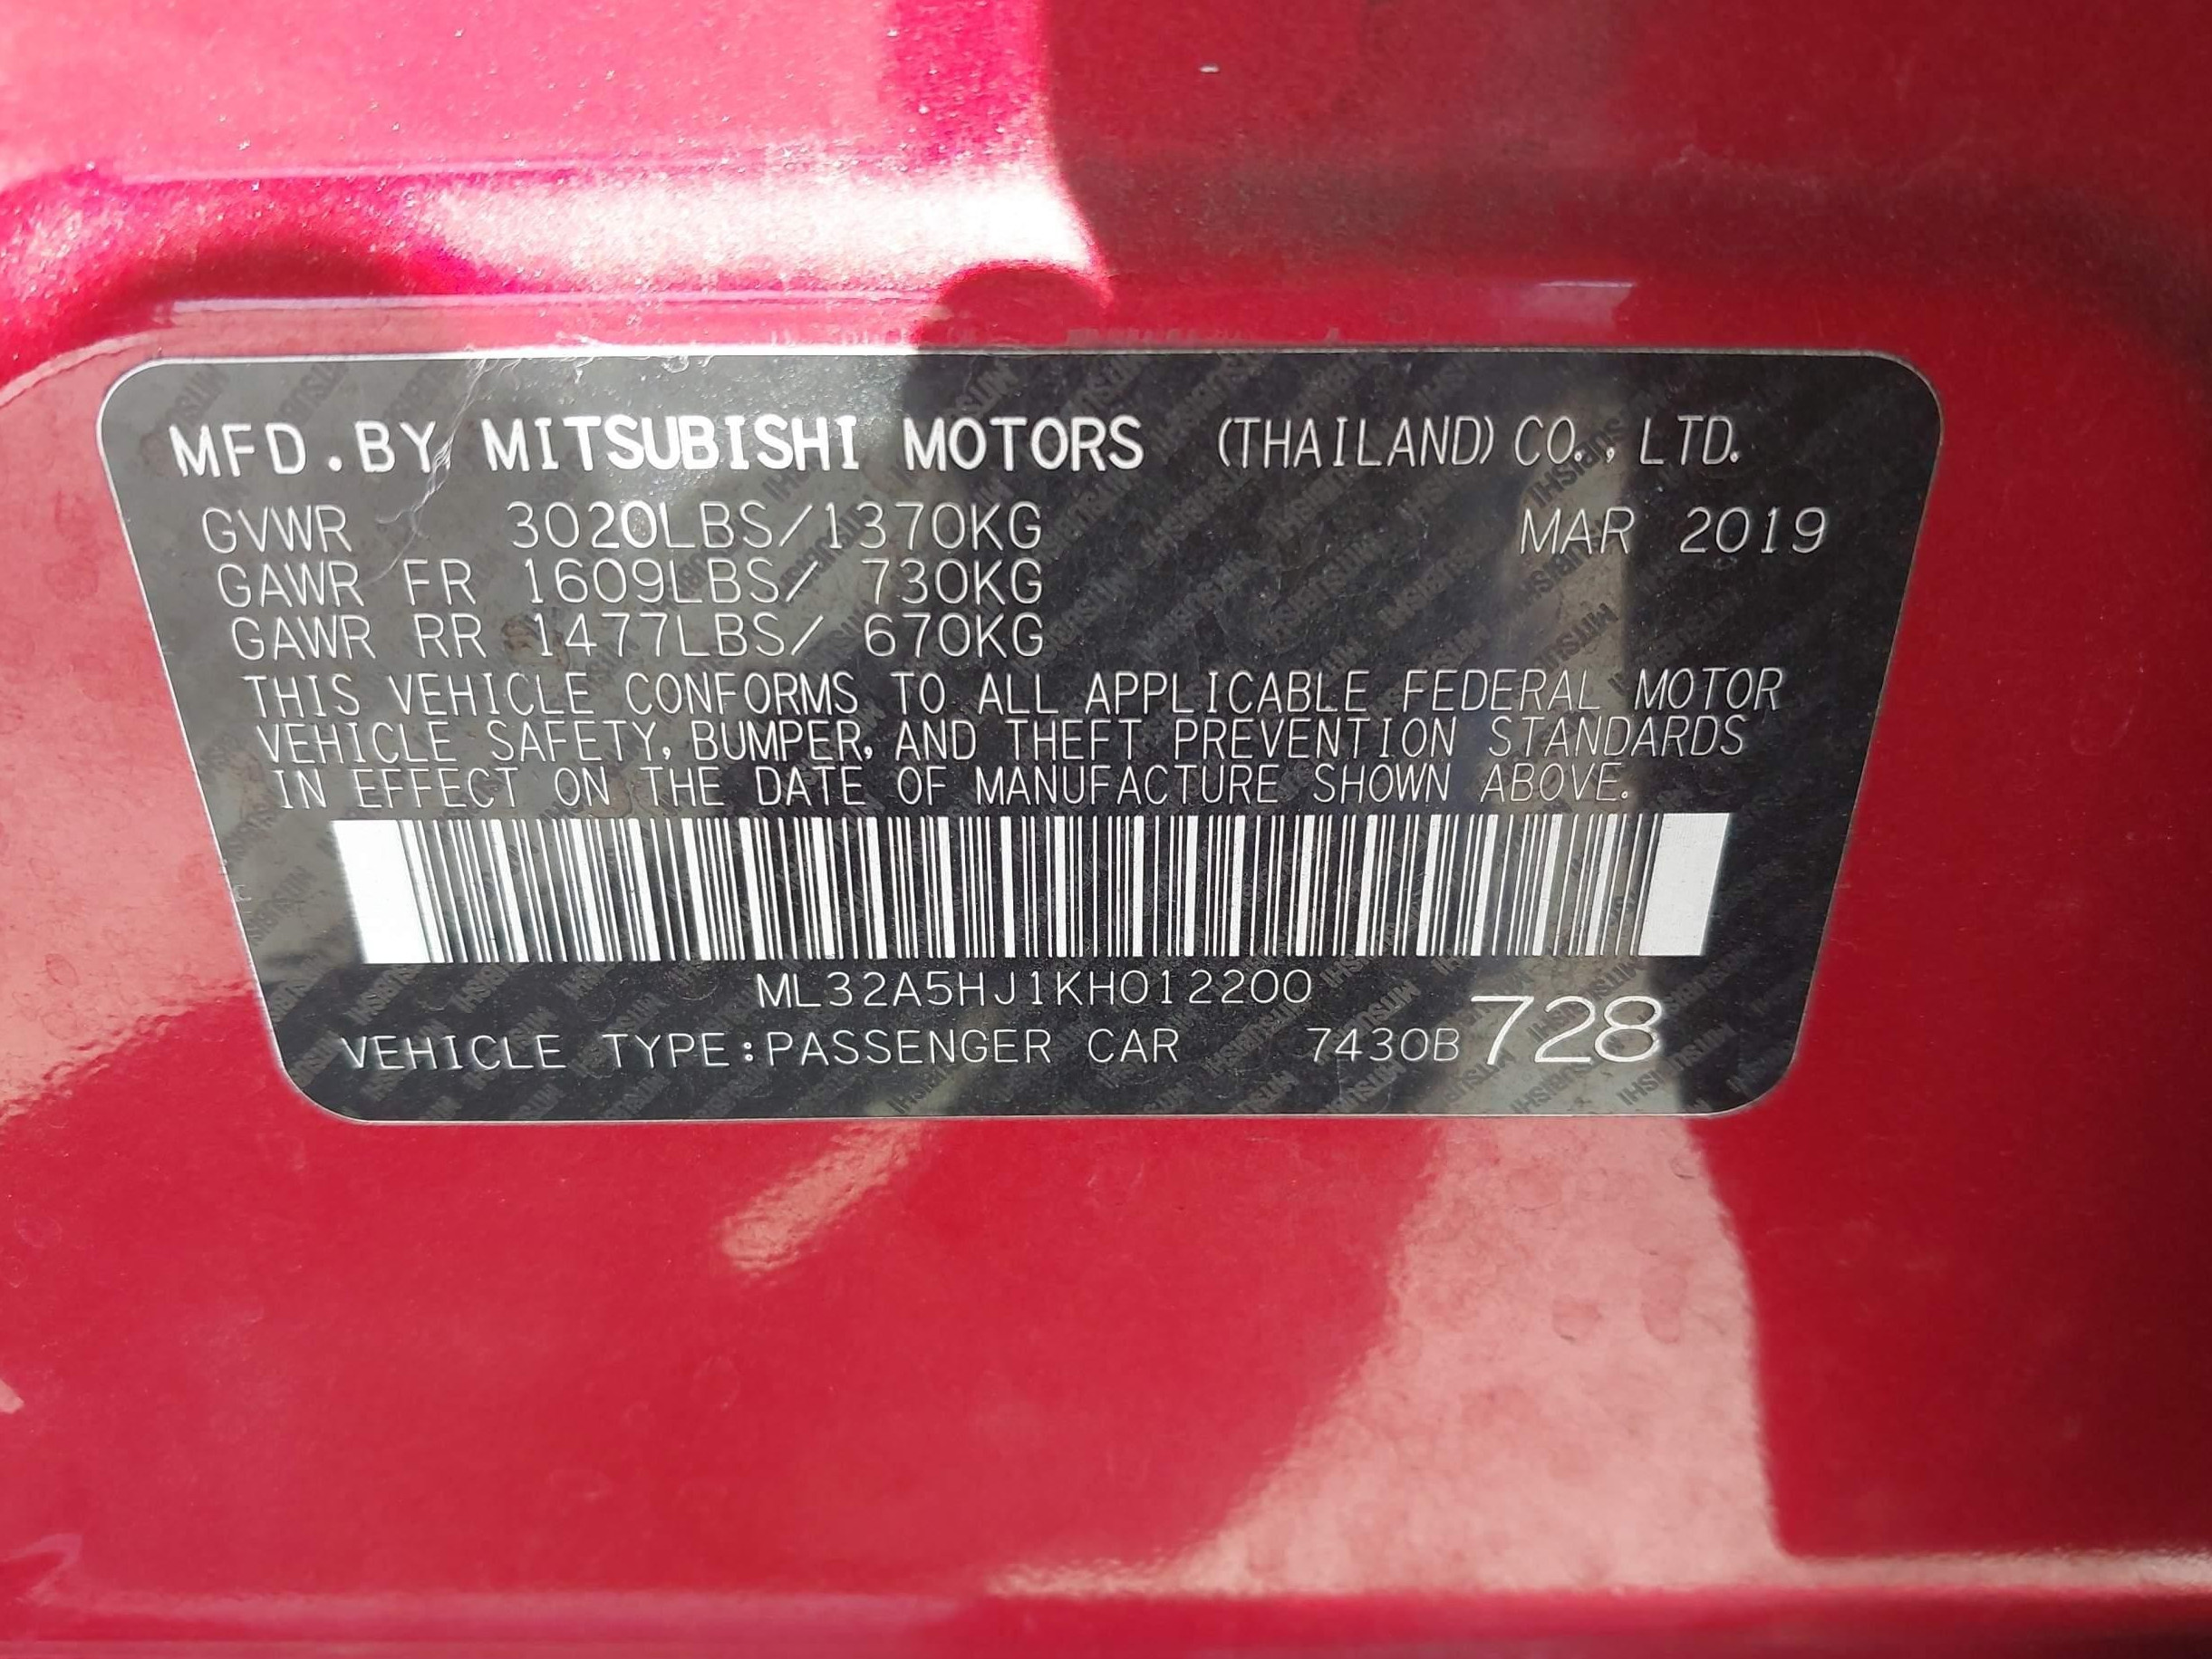 MFD.BY MITSUBISHI MOTORS (THAILAND) CO., LTD.
GVWR 3020LBS/1370KG MAR 2019
GAWR FR 1609LBS/ 730KG
GAWR RR 1477LBS/ 670KG
THIS VEHICLE CONFORMS TO ALL APPLICABLE FEDERAL MOTOR
VEHICLE SAFETY, BUMPER, AND THEFT PREVENTION STANDARDS
IN EFFECT ON THE DATE OF MANUFACTURE SHOWN ABOVE.
ML32A5HJ1KH012200
VEHICLE TYPE:PASSENGER CAR 7430B 728